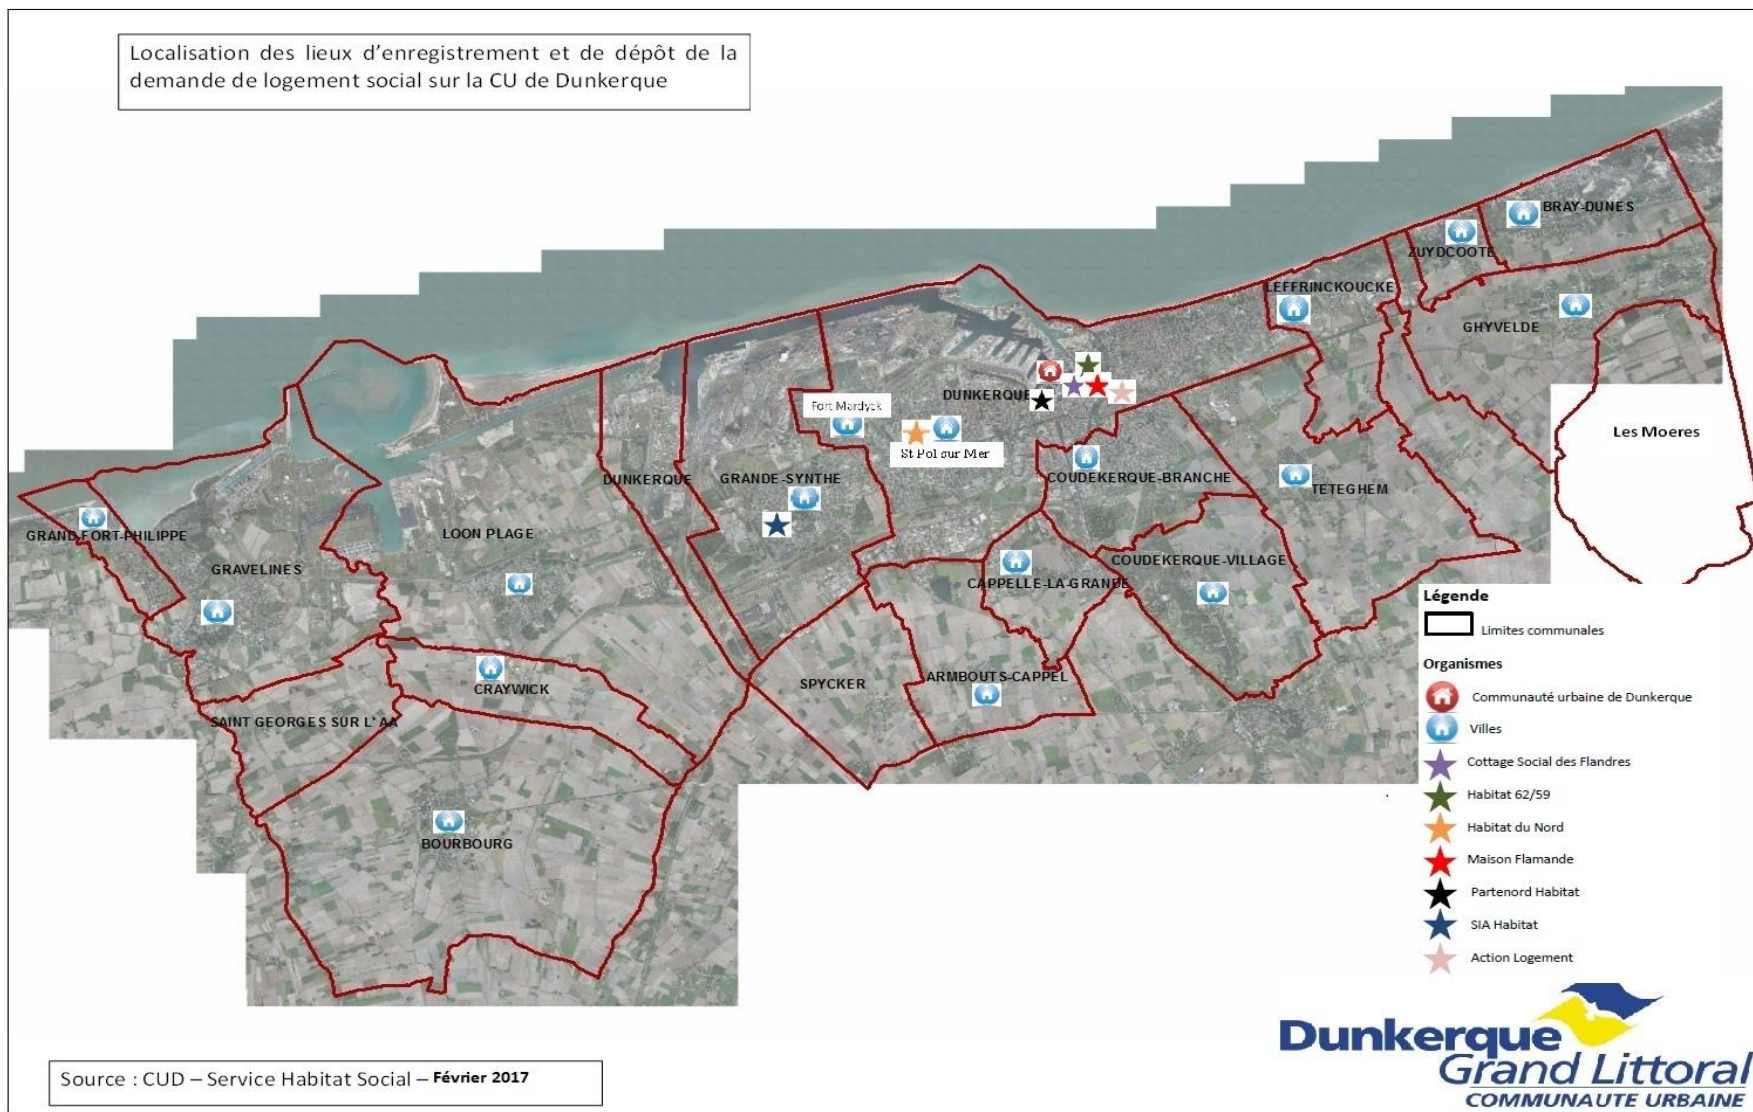 Localisation des lieux d'enregistrement et de dépôt de la
demande de logement social sur la CU de Dunkerque
BRAY-DUNES
ZUYDCOOTE
LEFFRINCKOUCKE
GHYVELDE
DUNKERQUE
Fort Mardyck
Les Moeres
St Pol sur Mer
COUDEKERQUE-BRANCHE
DUNKERQUE
GRANDE-SYNTHE
TETEGHEM
GRAND-FORT-PHILIPPE
LOON PLAGE
GRAVELINES
COUDEKERQUE-VILLAGE
CAPPELLE-LA-GRANDE
CRAYWICK
SPYCKER
ARMBOUTS-CAPPEL
SAINT GEORGES SUR L'AA
BOURBOURG
Légende
Limites communales
Organismes
Communauté urbaine de Dunkerque
Villes
Cottage Social des Flandres
Habitat 62/59
Habitat du Nord
Maison Flamande
Partenord Habitat
SIA Habitat
Action Logement
Dunkerque
Grand Littoral
COMMUNAUTE URBAINE
Source : CUD – Service Habitat Social – Février 2017